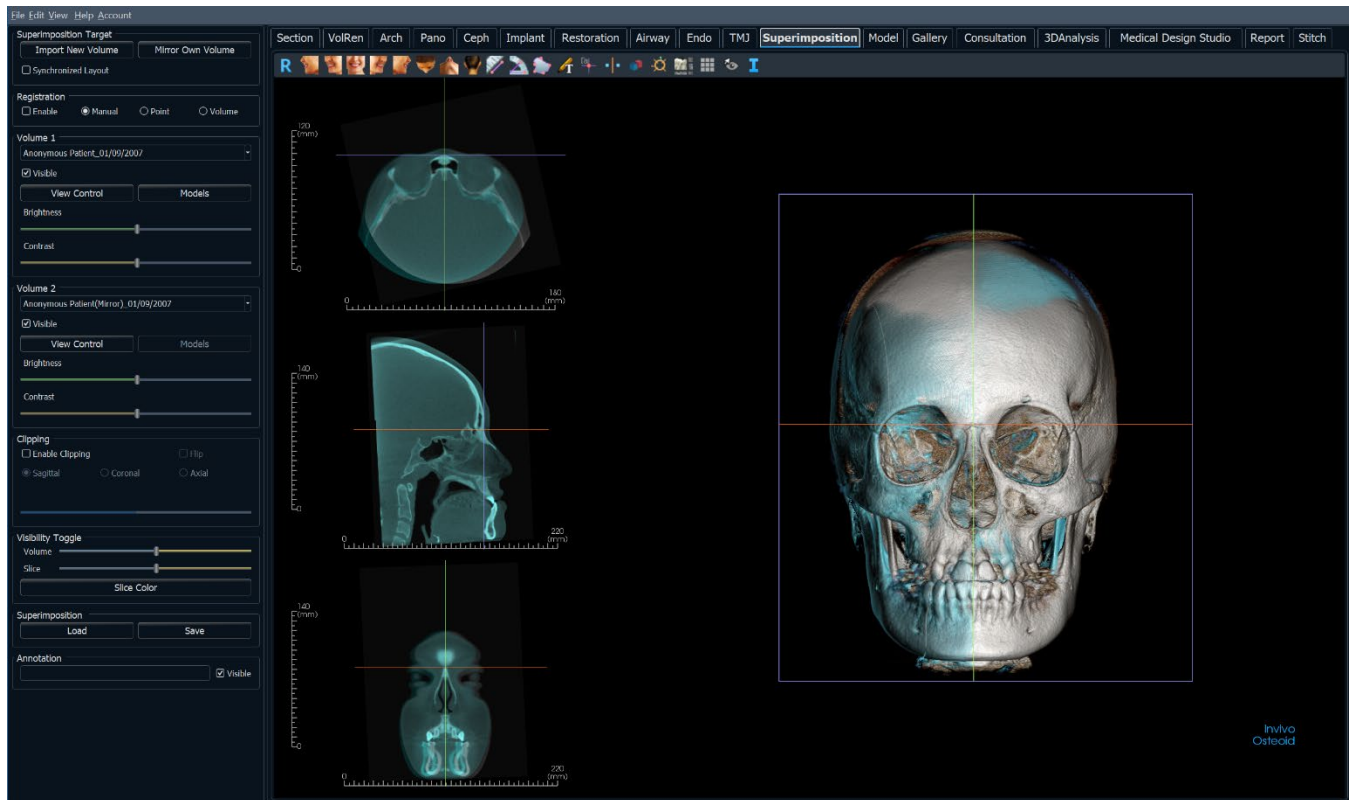 File Edit View Help Account
Superimposition Target
Import New Volume Mirror Own Volume
Synchronized Layout
Registration
Enable Manual Point Volume
Volume 1
Anonymous Patient_01/09/2007
Visible
View Control Models
Brightness
Contrast
Volume 2
Anonymous Patient(Mirror)_01/09/2007
Visible
View Control Models
Brightness
Contrast
Clipping
Enable Clipping Flip
Sagittal Coronal Axial
Visibility Toggle
Volume
Slice
Slice Color
Superimposition
Load Save
Annotation
Visible
Section VolRen Arch Pano Ceph Implant Restoration Airway Endo TMJ Superimposition Model Gallery Consultation 3DAnalysis Medical Design Studio Report Stitch
R T I
120
(mm)
0
0 160
(mm)
140
(mm)
0
0 220
(mm)
140
(mm)
0
0 220
(mm)
Invivo
Osteoid